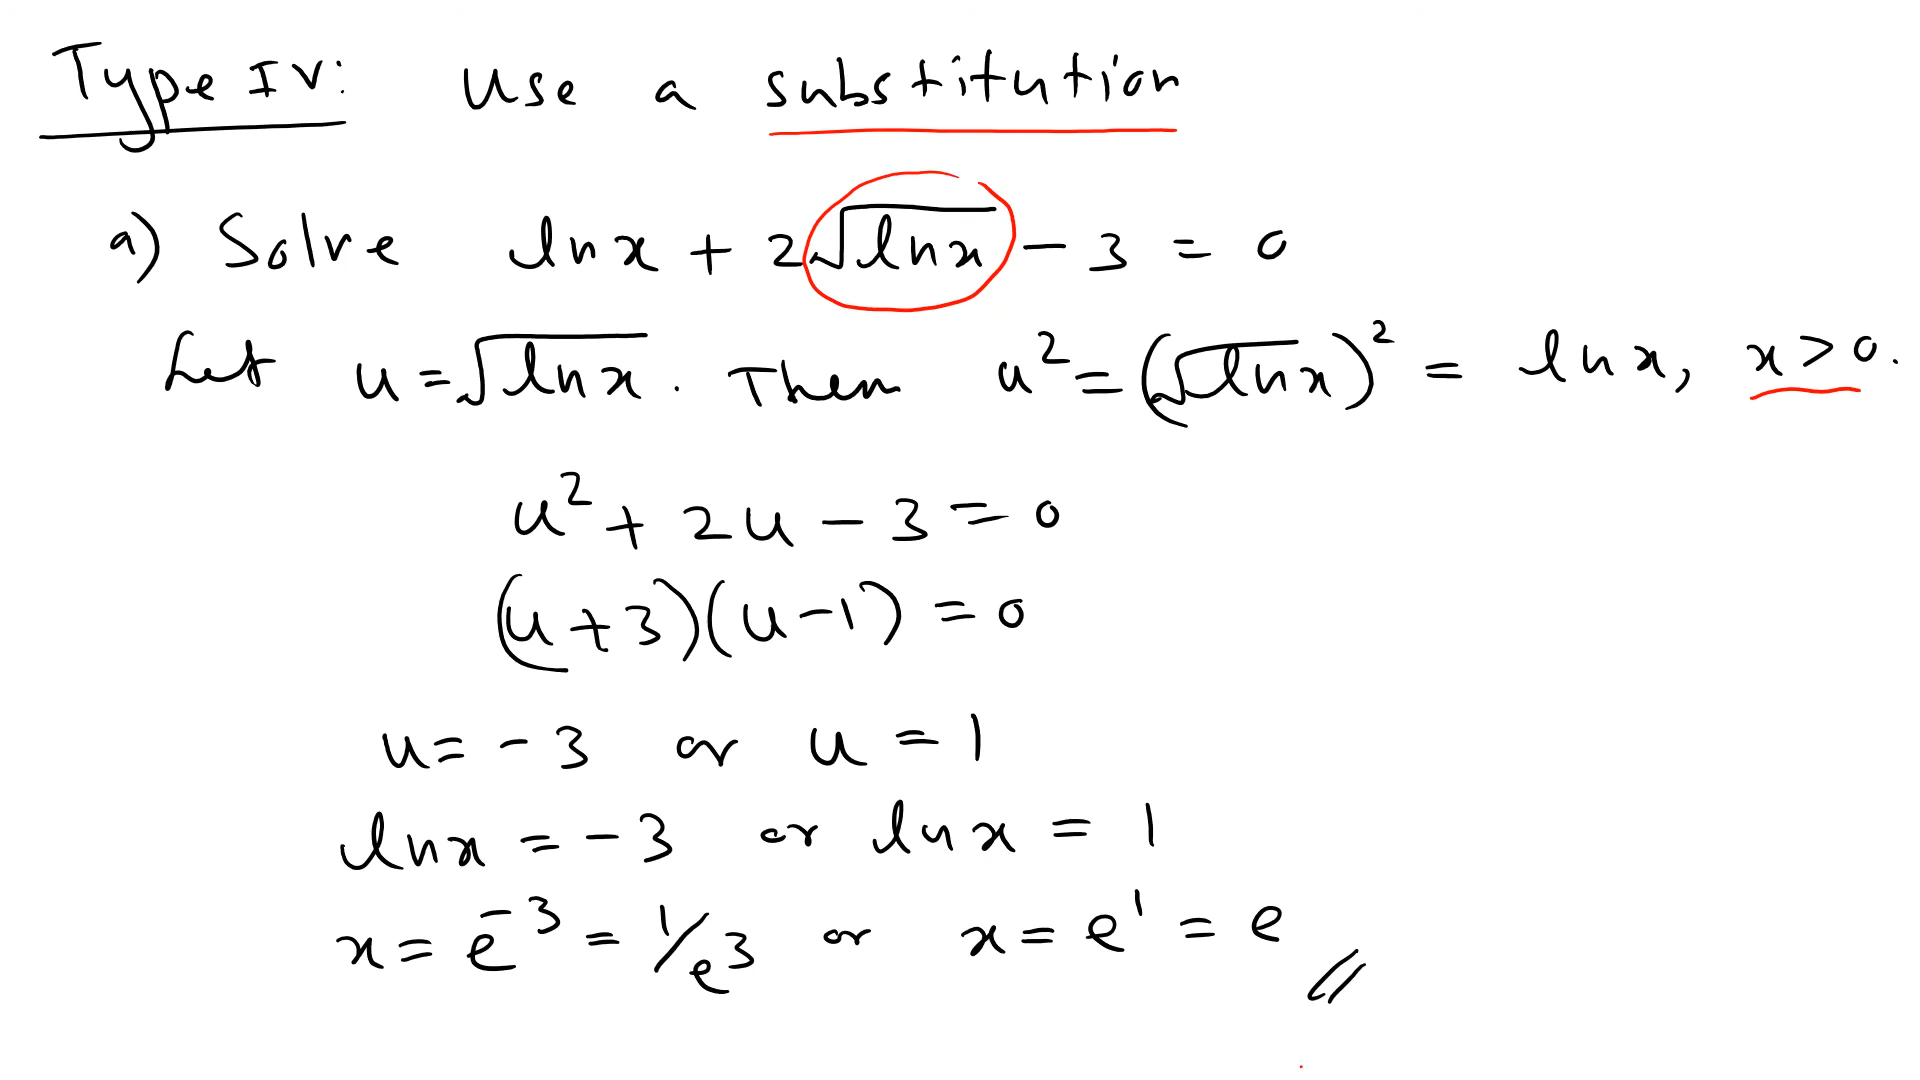 Type IV: Use a substitution
a) Solve ln x + 2√(ln x) - 3 = 0
Let u = √(ln x). Then u² = (√(ln x))² = ln x, x > 0.
u² + 2u - 3 = 0
(u + 3)(u - 1) = 0
u = -3 or u = 1
ln x = -3 or ln x = 1
x = e⁻³ = 1/e³ or x = e¹ = e //